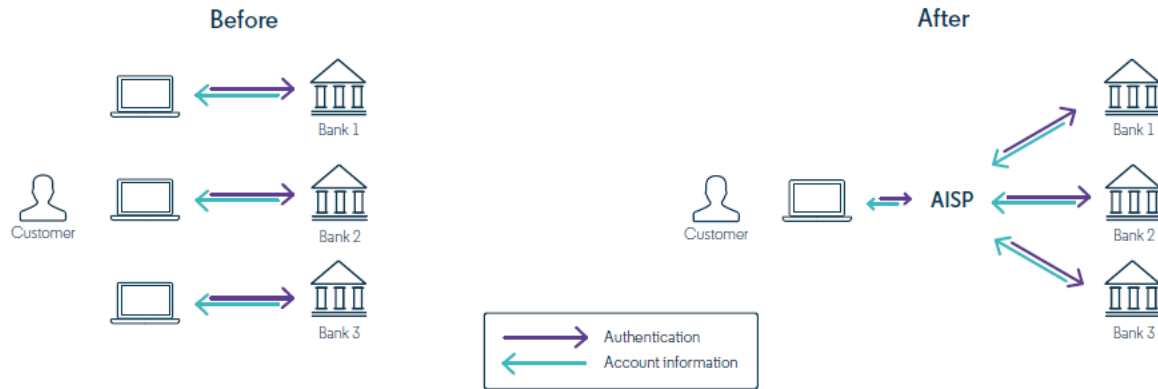 Before
Bank 1
Customer
Bank 2
Bank 3
After
Bank 1
Customer
AISP
Bank 2
Bank 3
Authentication
Account information